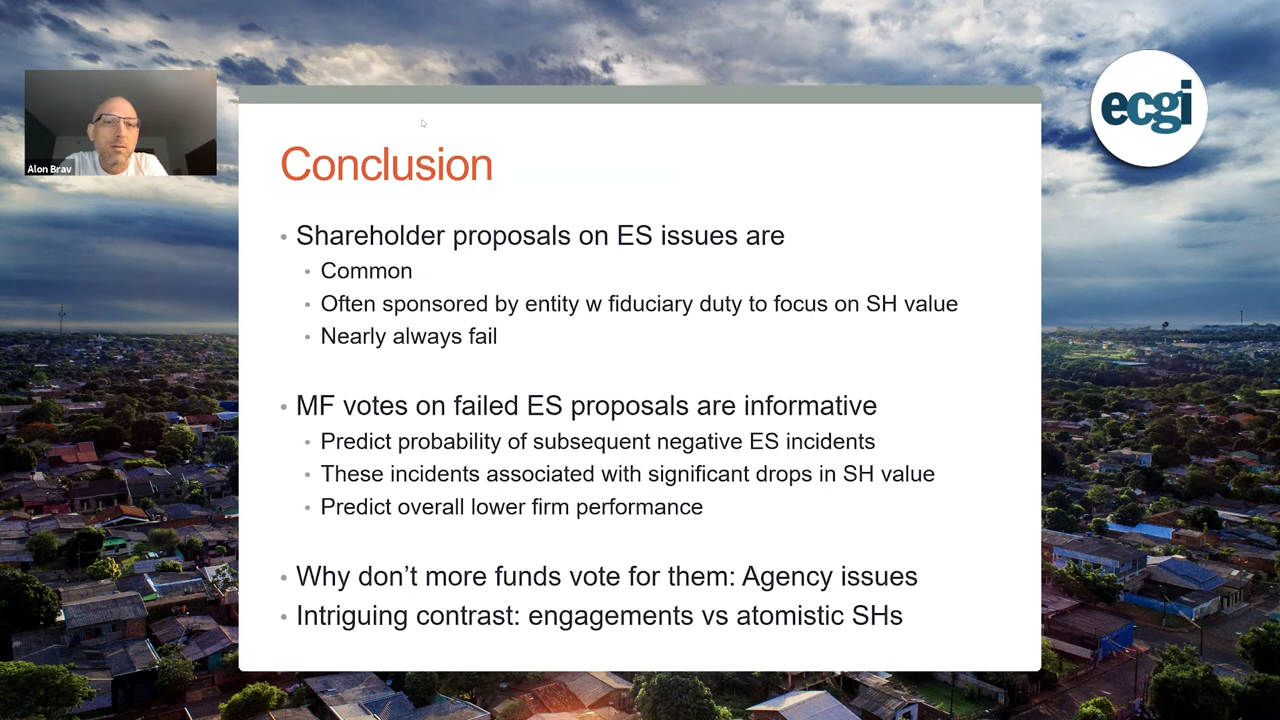 Alon Brav
ecgi
Conclusion
• Shareholder proposals on ES issues are
• Common
• Often sponsored by entity w fiduciary duty to focus on SH value
• Nearly always fail
• MF votes on failed ES proposals are informative
• Predict probability of subsequent negative ES incidents
• These incidents associated with significant drops in SH value
• Predict overall lower firm performance
• Why don’t more funds vote for them: Agency issues
• Intriguing contrast: engagements vs atomistic SHs